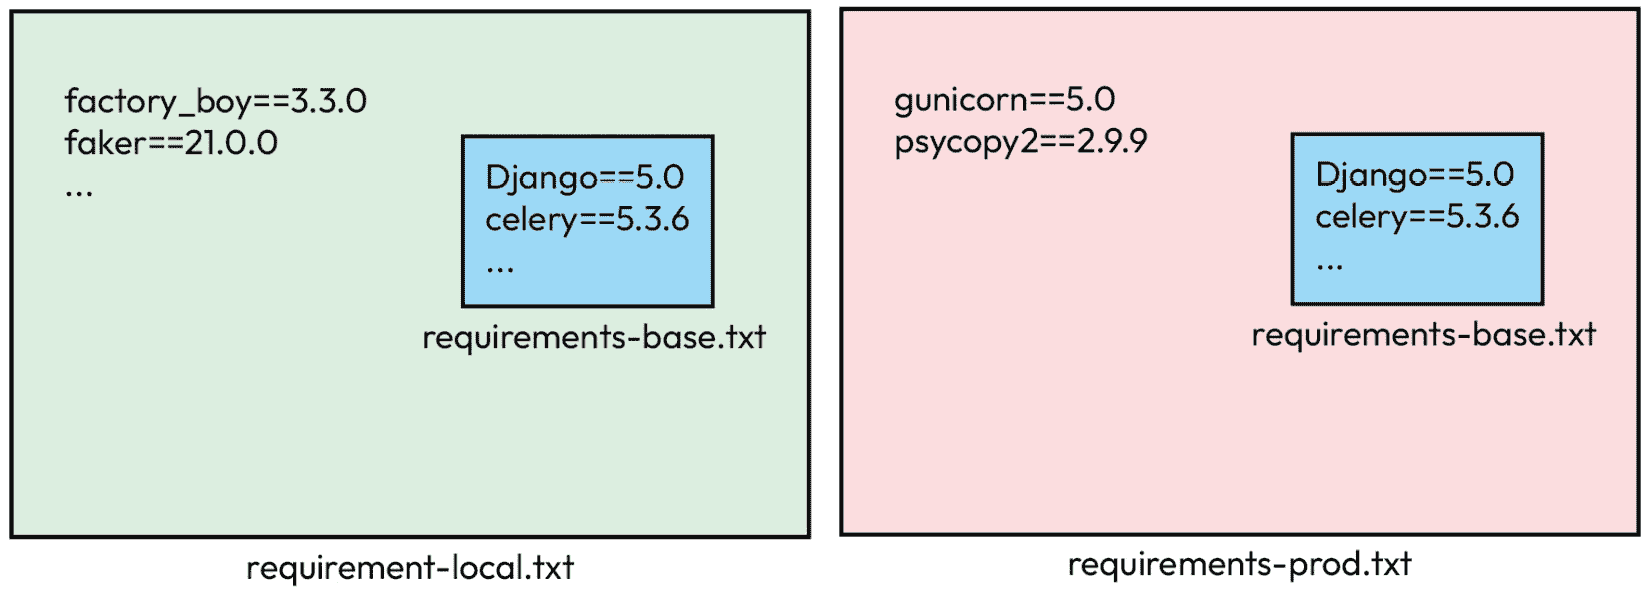 factory_boy==3.3.0
faker==21.0.0
...
Django==5.0
celery==5.3.6
...
requirements-base.txt
requirement-local.txt
gunicorn==5.0
psycopy2==2.9.9
Django==5.0
celery==5.3.6
...
requirements-base.txt
requirements-prod.txt